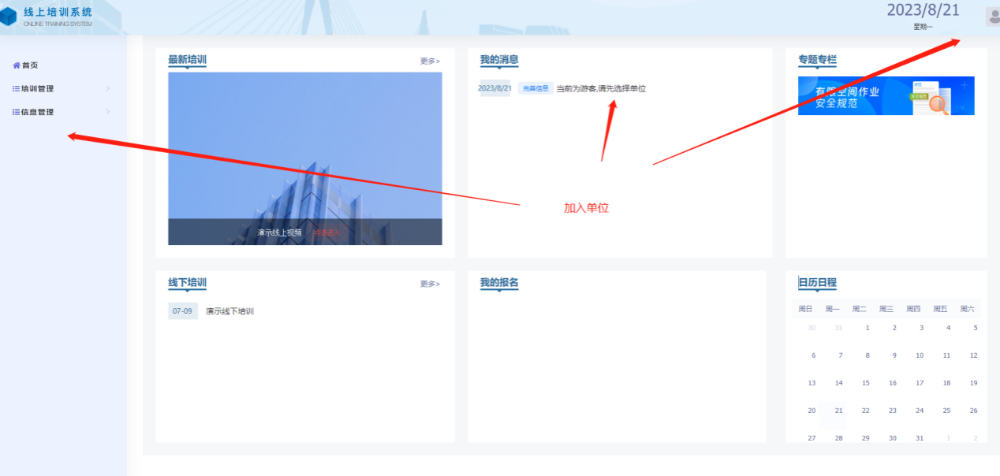 线上培训系统
ONLINE TRAINING SYSTEM
2023/8/21
星期一
首页
培训管理
信息管理
最新培训
更多>
演示线上视频 点击进入
我的消息
2023/8/21 完善信息 当前为游客,请先选择单位
加入单位
专题专栏
有限空间作业
安全规范
线下培训
更多>
07-09 演示线下培训
我的报名
日历日程
周日 周一 周二 周三 周四 周五 周六
30 31 1 2 3 4 5
6 7 8 9 10 11 12
13 14 15 16 17 18 19
20 21 22 23 24 25 26
27 28 29 30 31 1 2